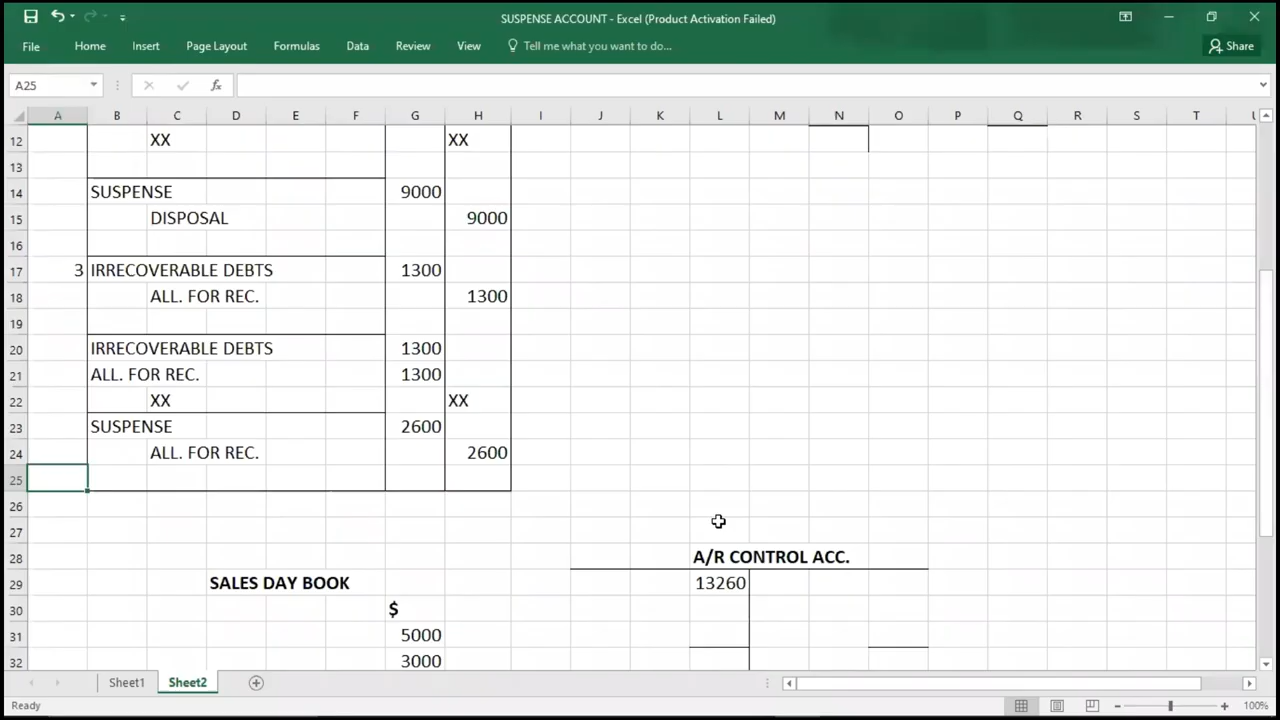 SUSPENSE ACCOUNT - Excel (Product Activation Failed)
File Home Insert Page Layout Formulas Data Review View Tell me what you want to do... Share
A25 fx
A B C D E F G H I J K L M N O P Q R S T
12 XX XX
13
14 SUSPENSE 9000
15 DISPOSAL 9000
16
17 3 IRRECOVERABLE DEBTS 1300
18 ALL. FOR REC. 1300
19
20 IRRECOVERABLE DEBTS 1300
21 ALL. FOR REC. 1300
22 XX XX
23 SUSPENSE 2600
24 ALL. FOR REC. 2600
25
26
27
28 A/R CONTROL ACC.
29 SALES DAY BOOK 13260
30 $
31 5000
32 3000
Sheet1 Sheet2
Ready 100%